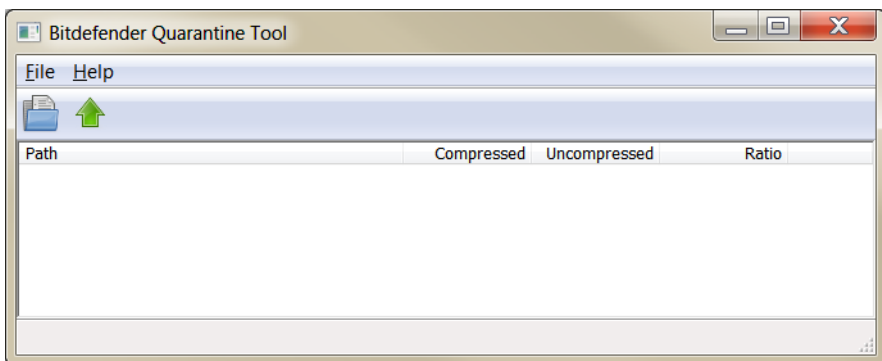 Bitdefender Quarantine Tool
File Help
Path Compressed Uncompressed Ratio